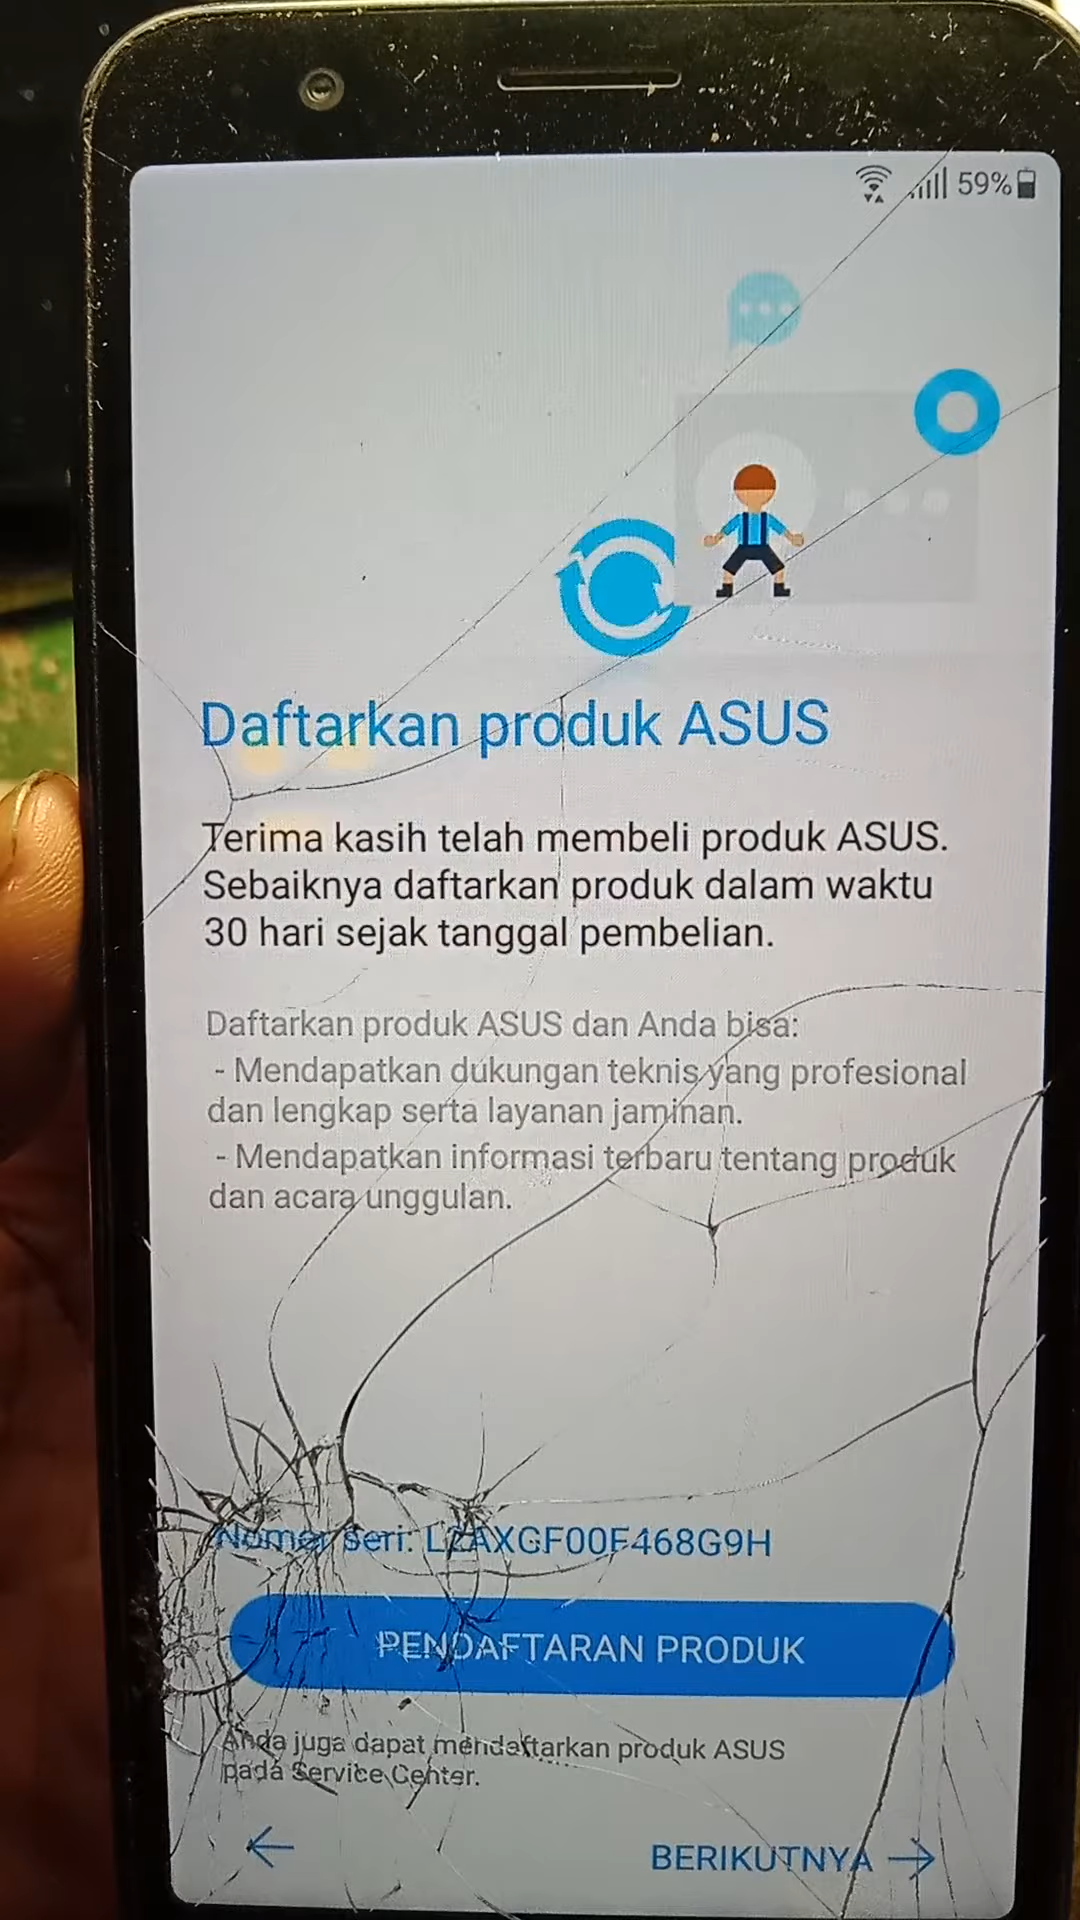 59%
Daftarkan produk ASUS
Terima kasih telah membeli produk ASUS.
Sebaiknya daftarkan produk dalam waktu
30 hari sejak tanggal pembelian.
Daftarkan produk ASUS dan Anda bisa:
- Mendapatkan dukungan teknis yang profesional
dan lengkap serta layanan jaminan.
- Mendapatkan informasi terbaru tentang produk
dan acara unggulan.
Nomer seri: L2AXGF00F468G9H
PENDAFTARAN PRODUK
Anda juga dapat mendaftarkan produk ASUS
pada Service Center.
BERIKUTNYA